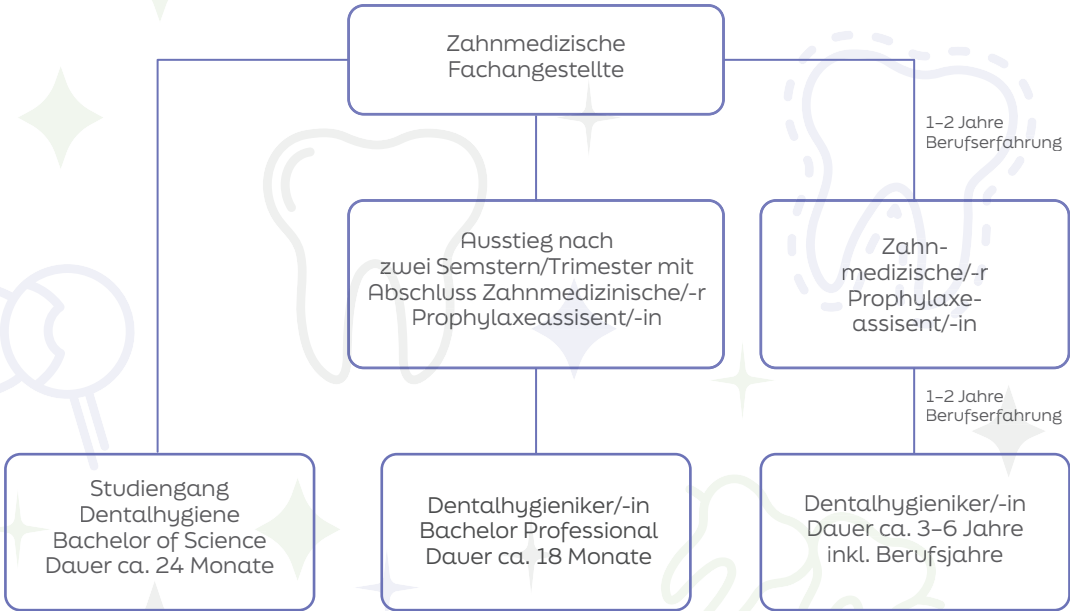 Zahnmedizische
Fachangestellte
1–2 Jahre
Berufserfahrung
Ausstieg nach
zwei Semstern/Trimester mit
Abschluss Zahnmedizinische/-r
Prophylaxeassisent/-in
Zahn-
medizische/-r
Prophylaxe-
assisent/-in
1–2 Jahre
Berufserfahrung
Studiengang
Dentalhygiene
Bachelor of Science
Dauer ca. 24 Monate
Dentalhygieniker/-in
Bachelor Professional
Dauer ca. 18 Monate
Dentalhygieniker/-in
Dauer ca. 3–6 Jahre
inkl. Berufsjahre